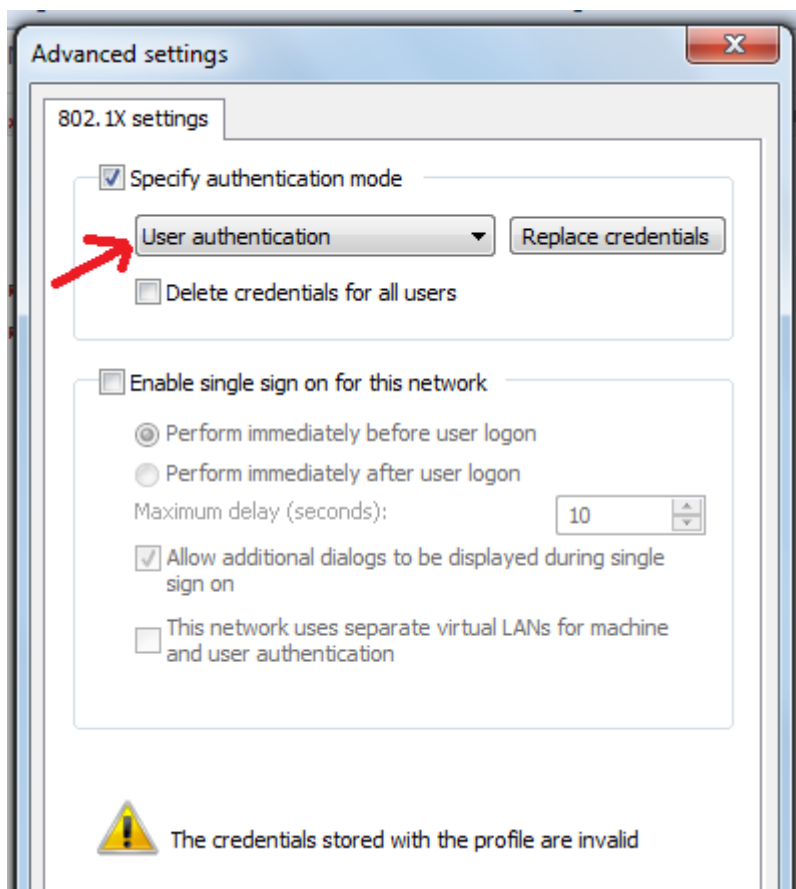 Advanced settings
802.1X settings
Specify authentication mode
User authentication
Replace credentials
Delete credentials for all users
Enable single sign on for this network
Perform immediately before user logon
Perform immediately after user logon
Maximum delay (seconds):
10
Allow additional dialogs to be displayed during single
sign on
This network uses separate virtual LANs for machine
and user authentication
The credentials stored with the profile are invalid